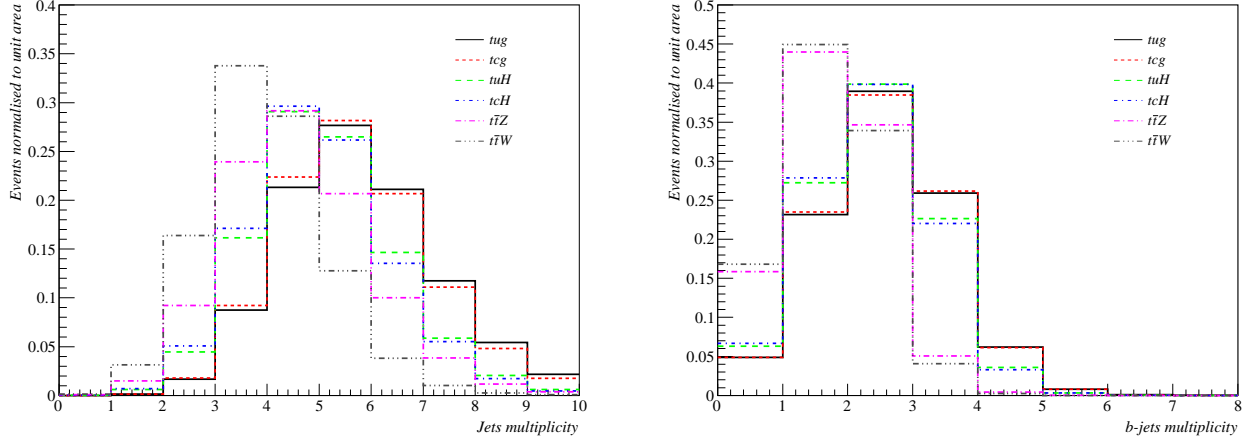 Events normalised to unit area
0.4
0.35
0.3
0.25
0.2
0.15
0.1
0.05
0
tug
tcg
tuH
tcH
tt̄Z
tt̄W
0 1 2 3 4 5 6 7 8 9 10
Jets multiplicity
Events normalised to unit area
0.5
0.45
0.4
0.35
0.3
0.25
0.2
0.15
0.1
0.05
0
tug
tcg
tuH
tcH
tt̄Z
tt̄W
0 1 2 3 4 5 6 7 8
b-jets multiplicity